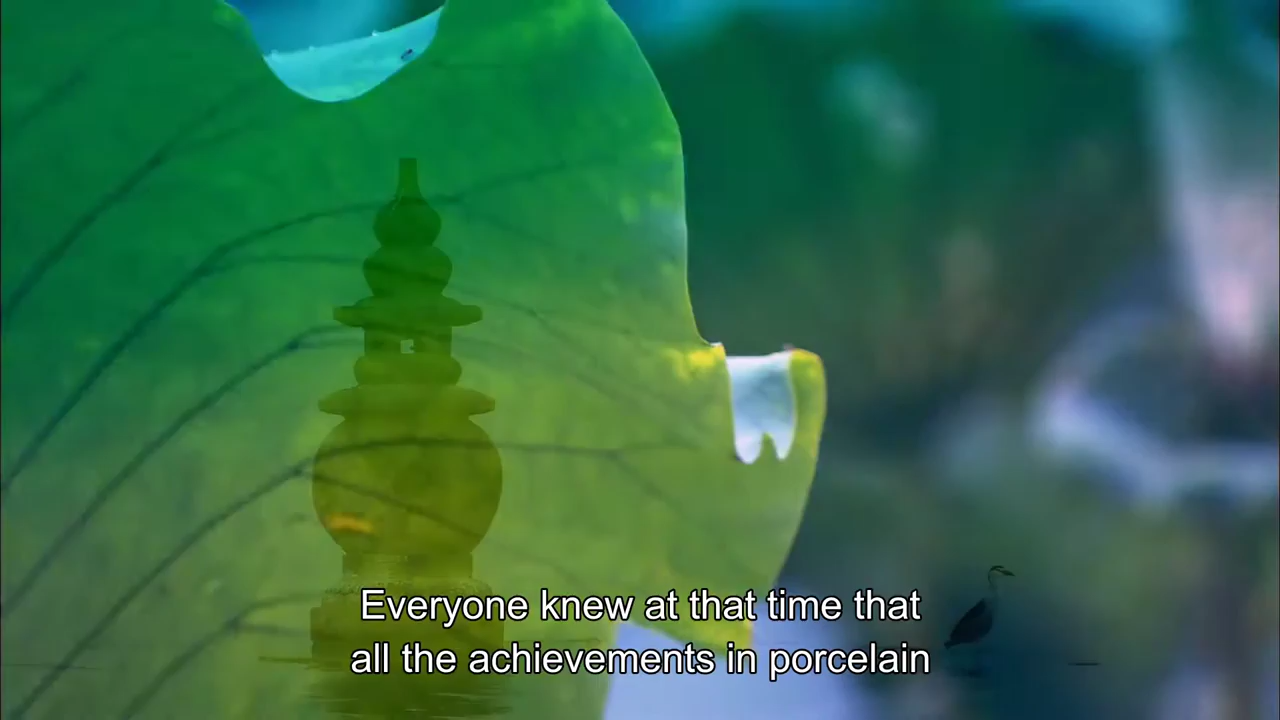 Everyone knew at that time that
all the achievements in porcelain